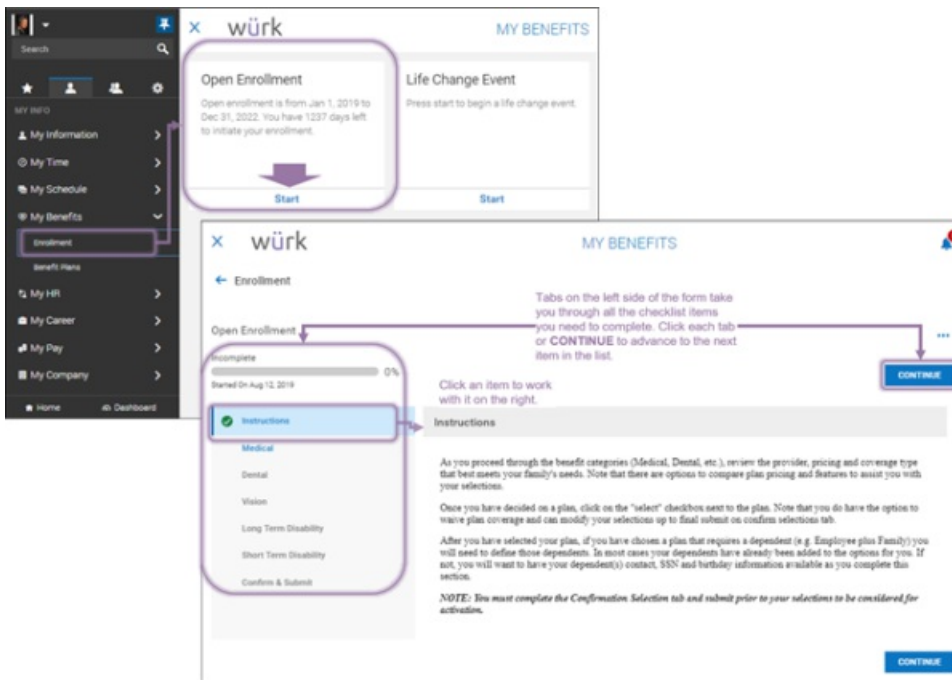 Search
MY INFO
My Information
My Time
My Schedule
My Benefits
Enrollment
Benefit Plans
My HR
My Career
My Pay
My Company
Home
Dashboard
würk
MY BENEFITS
Open Enrollment
Open enrollment is from Jan 1, 2019 to
Dec 31, 2022. You have 1237 days left
to initiate your enrollment.
Start
Life Change Event
Press start to begin a life change event.
Start
würk
MY BENEFITS
Enrollment
Tabs on the left side of the form take
you through all the checklist items
you need to complete. Click each tab
or CONTINUE to advance to the next
item in the list.
Open Enrollment
Incomplete
0%
Started On Aug 12, 2019
CONTINUE
Click an item to work
with it on the right.
Instructions
Medical
Dental
Vision
Long Term Disability
Short Term Disability
Confirm & Submit
Instructions
As you proceed through the benefit categories (Medical, Dental, etc.), review the provider, pricing and coverage type
that best meets your family's needs. Note that there are options to compare plan pricing and features to assist you with
your selections.
Once you have decided on a plan, click on the "select" checkbox next to the plan. Note that you do have the option to
waive plan coverage and can modify your selections up to final submit on confirm selections tab.
After you have selected your plan, if you have chosen a plan that requires a dependent (e.g. Employee plus Family) you
will need to define those dependents. In most cases your dependents have already been added to the options for you. If
not, you will want to have your dependent(s) contact, SSN and birthday information available as you complete this
section.
NOTE: You must complete the Confirmation Selection tab and submit prior to your selections to be considered for
activation.
CONTINUE